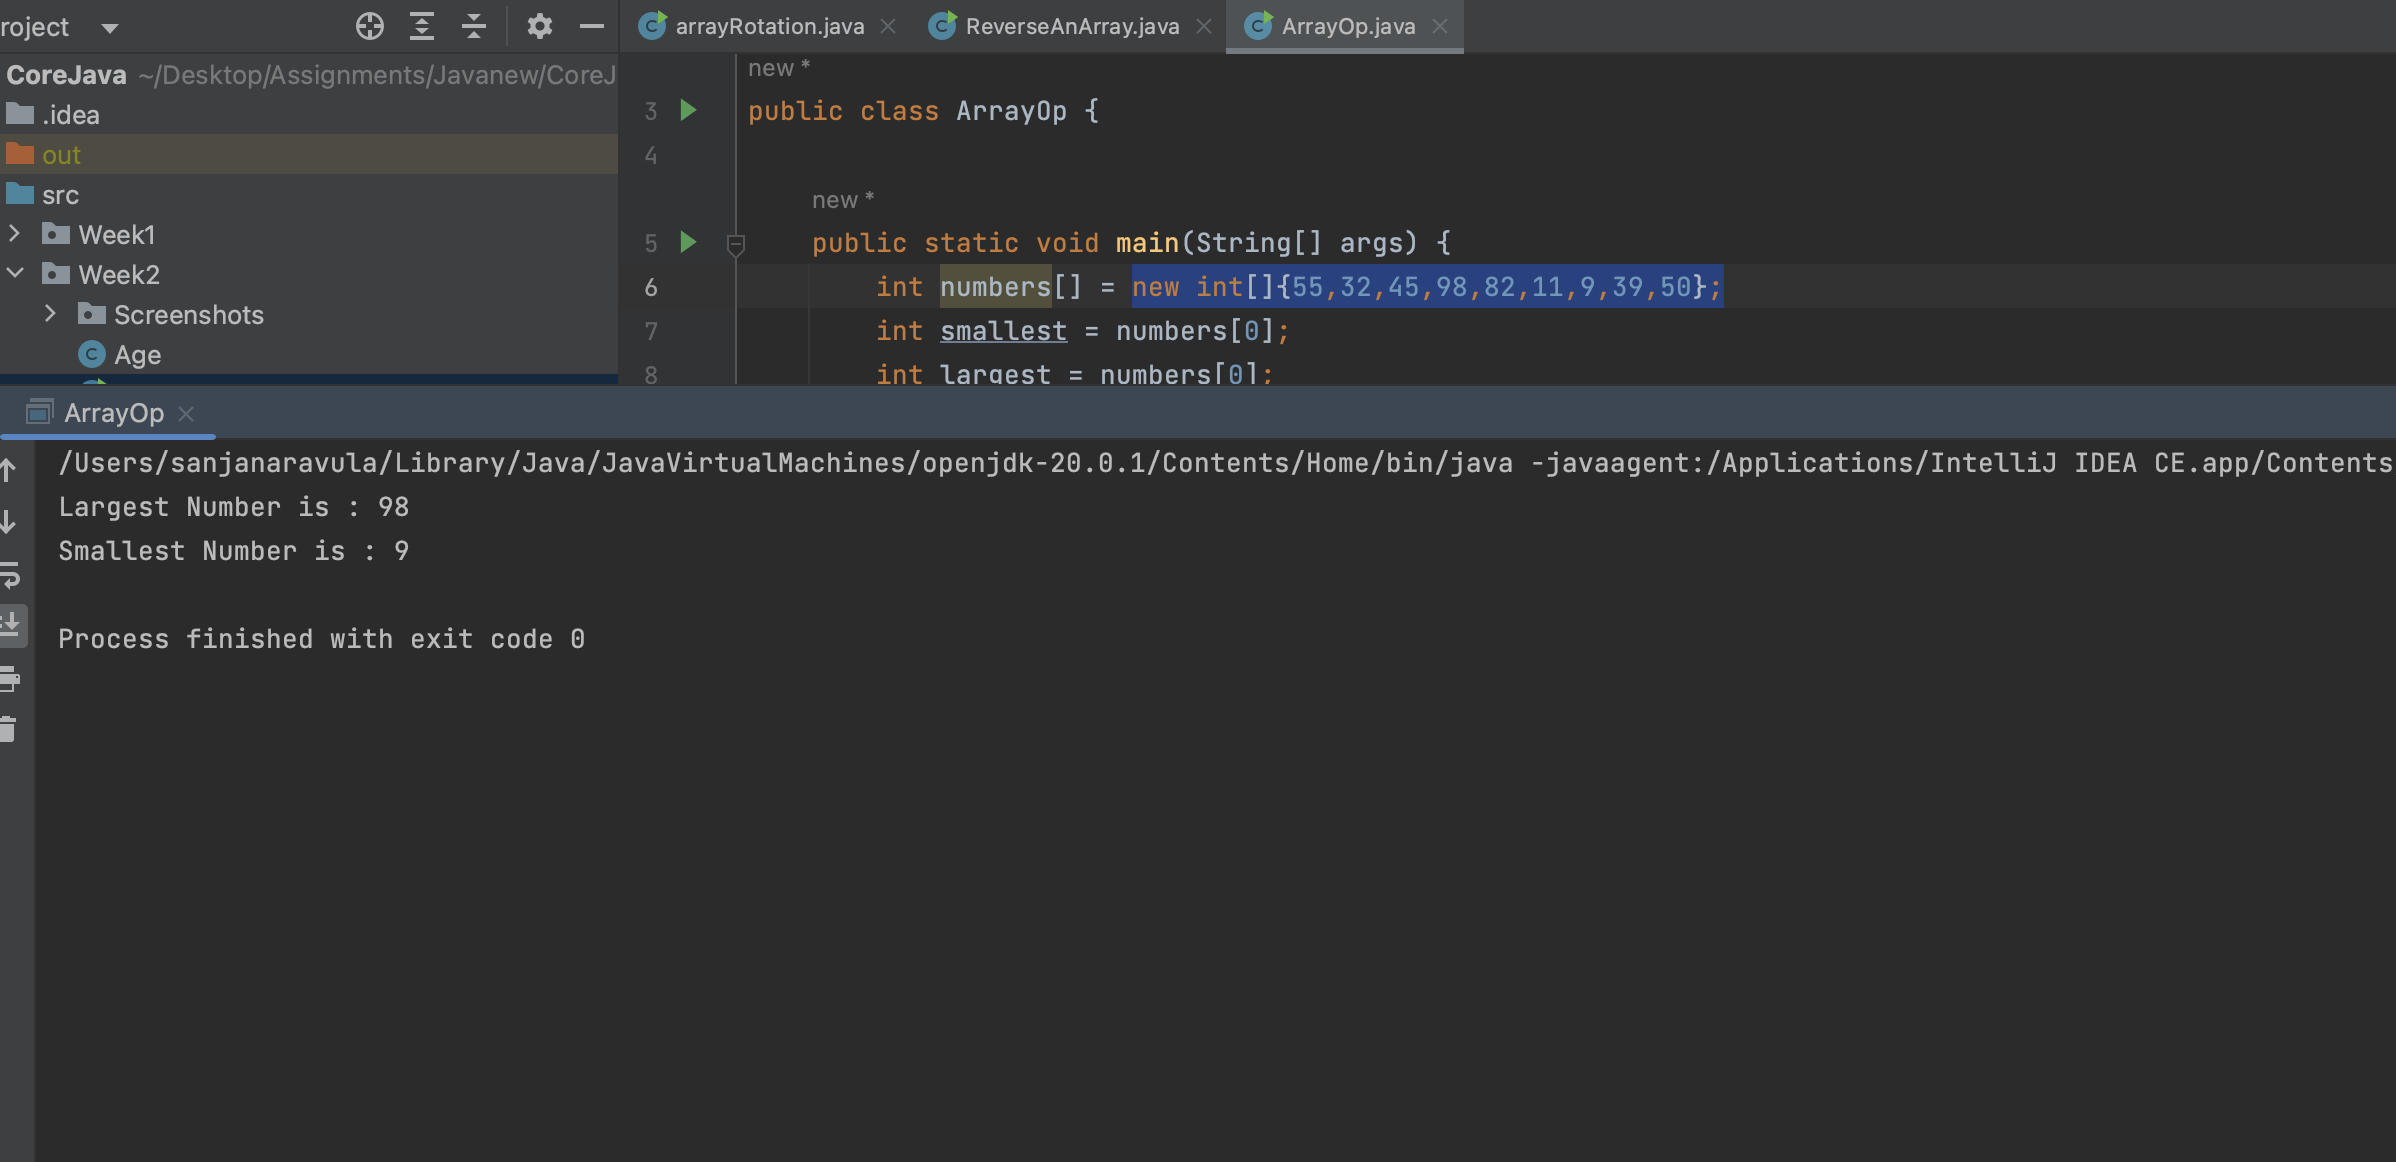 roject
arrayRotation.java
ReverseAnArray.java
ArrayOp.java
CoreJava ~/Desktop/Assignments/Javanew/CoreJ
.idea
out
src
Week1
Week2
Screenshots
Age
new *
3 public class ArrayOp {
4
new *
5 public static void main(String[] args) {
6 int numbers[] = new int[]{55,32,45,98,82,11,9,39,50};
7 int smallest = numbers[0];
8 int largest = numbers[0];
ArrayOp
/Users/sanjanaravula/Library/Java/JavaVirtualMachines/openjdk-20.0.1/Contents/Home/bin/java -javaagent:/Applications/IntelliJ IDEA CE.app/Contents
Largest Number is : 98
Smallest Number is : 9
Process finished with exit code 0